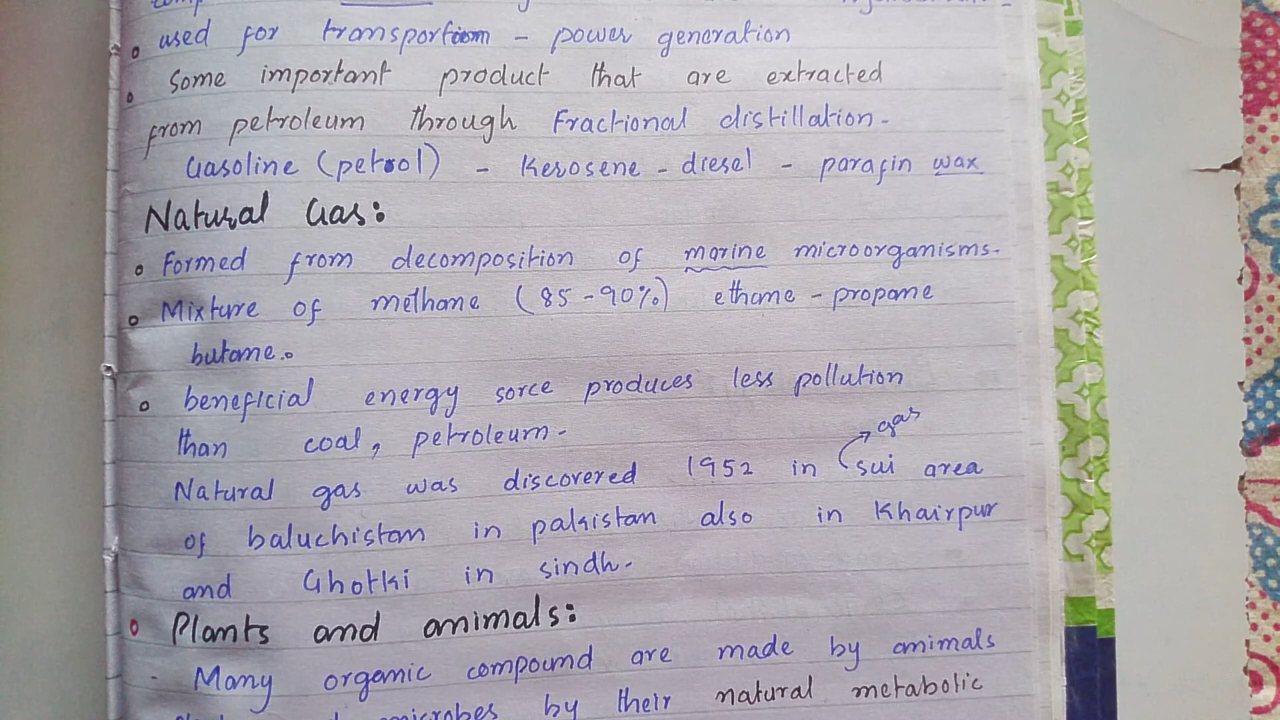 • used for transportiom - power generation
• Some important product that are extracted
from petroleum through Fractional distillation.
Gasoline (petrol) - Kerosene - diesel - parafin wax
Natural Gas:
• Formed from decomposition of marine microorganisms.
• Mixture of methane (85-90%) ethane - propane
butane.
• beneficial energy sorce produces less pollution
than coal, petroleum.
gas
Natural gas was discovered 1952 in sui area
of baluchistan in pakistan also in Khairpur
and Ghotki in sindh.
• Plants and animals:
- Many organic compound are made by animals
microbes by their natural metabolic